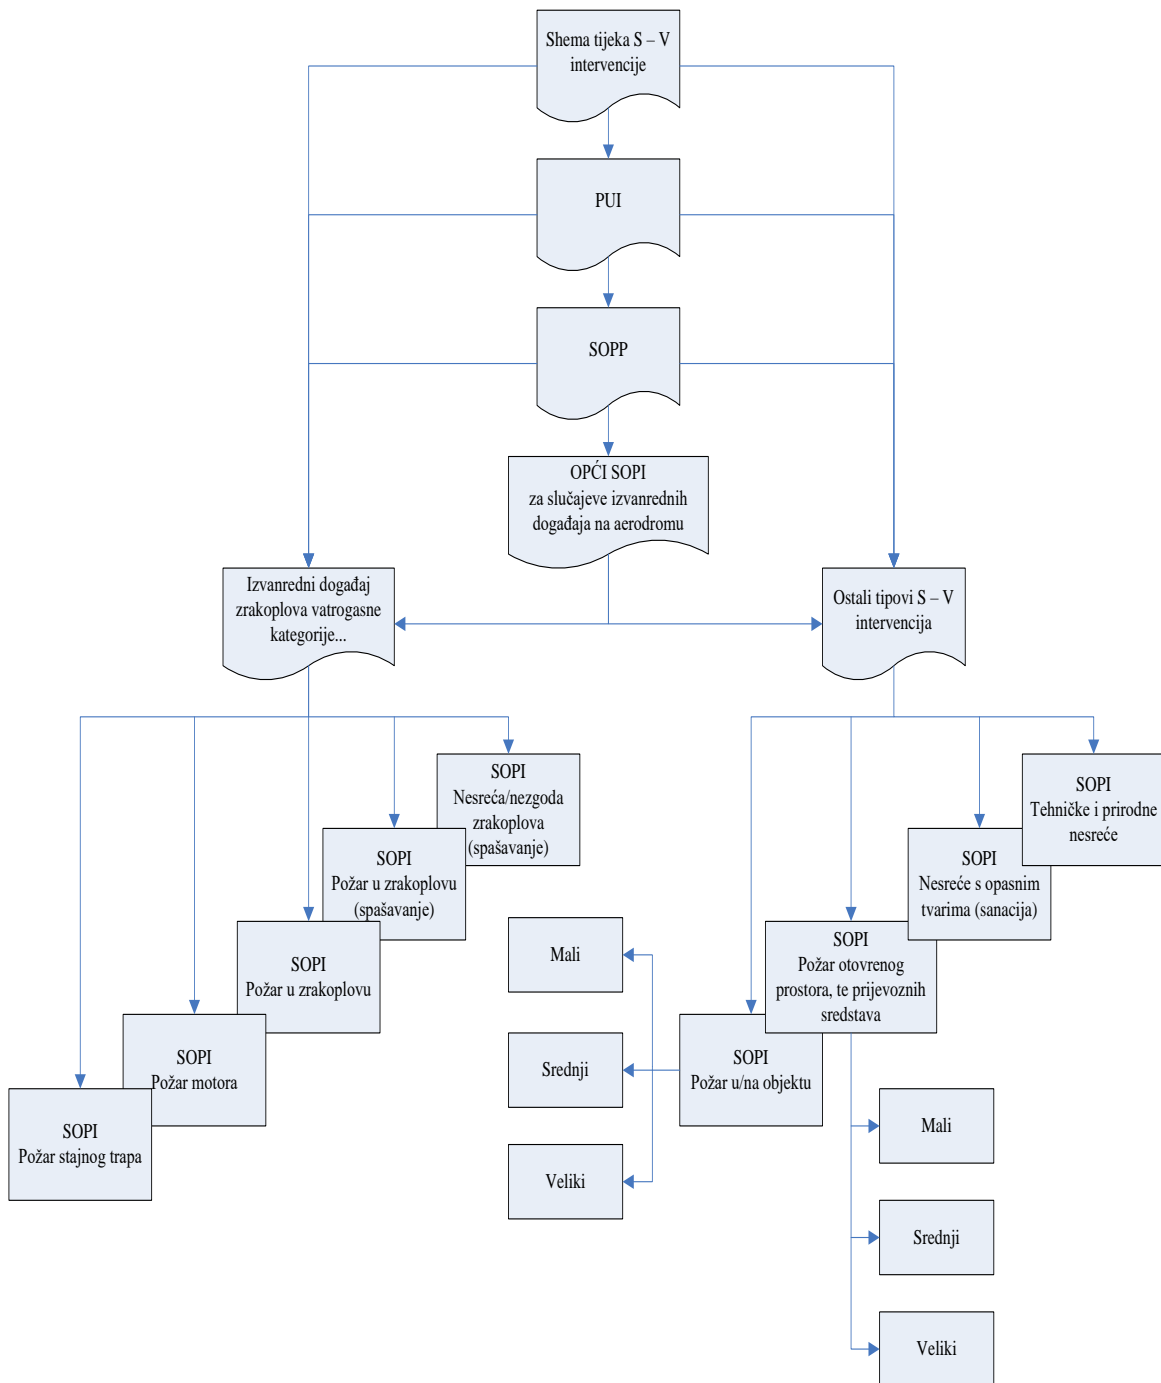 Shema tijeka S – V
intervencije
PUI
SOPP
OPĆI SOPI
za slučajeve izvanrednih
događaja na aerodromu
Izvanredni događaj
zrakoplova vatrogasne
kategorije...
Ostali tipovi S – V
intervencija
SOPI
Nesreća/nezgoda
zrakoplova
(spašavanje)
SOPI
Požar u zrakoplovu
(spašavanje)
SOPI
Požar u zrakoplovu
SOPI
Požar motora
SOPI
Požar stajnog trapa
SOPI
Tehničke i prirodne
nesreće
SOPI
Nesreće s opasnim
tvarima (sanacija)
SOPI
Požar otovrenog
prostora, te prijevoznih
sredstava
SOPI
Požar u/na objektu
Mali
Srednji
Veliki
Mali
Srednji
Veliki